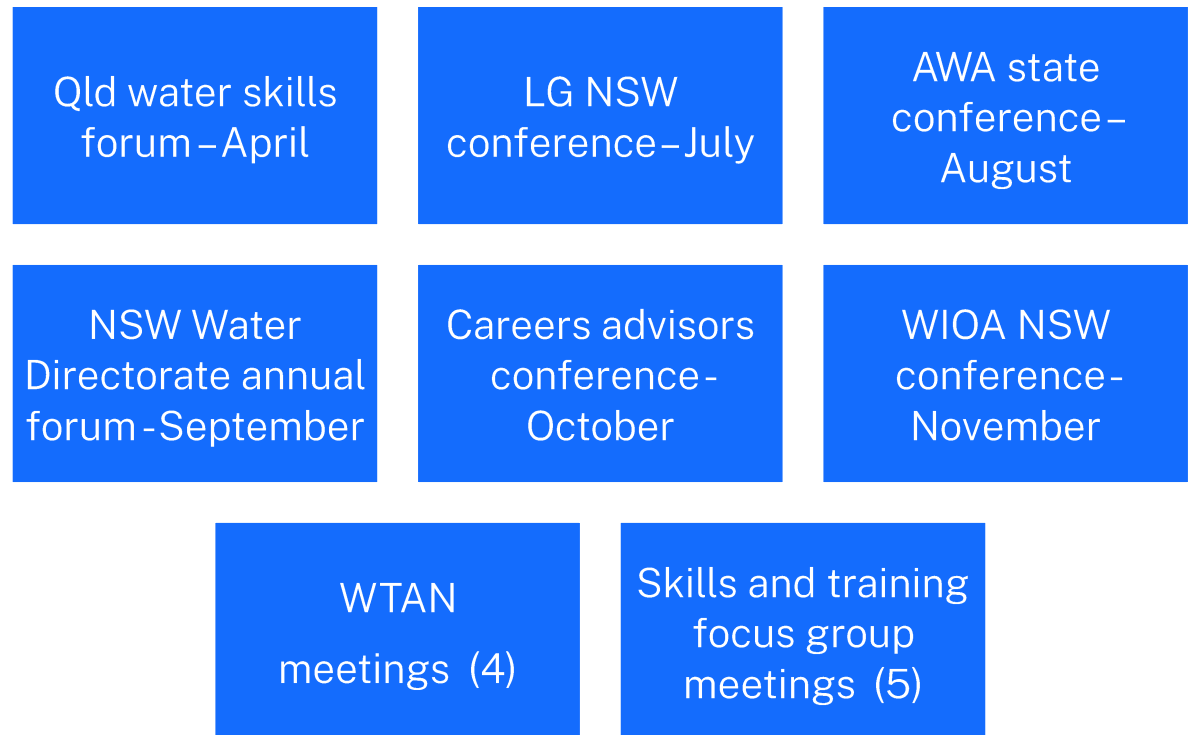 Qld water skills
forum – April
LG NSW
conference – July
AWA state
conference –
August
NSW Water
Directorate annual
forum - September
Careers advisors
conference -
October
WIOA NSW
conference -
November
WTAN
meetings (4)
Skills and training
focus group
meetings (5)